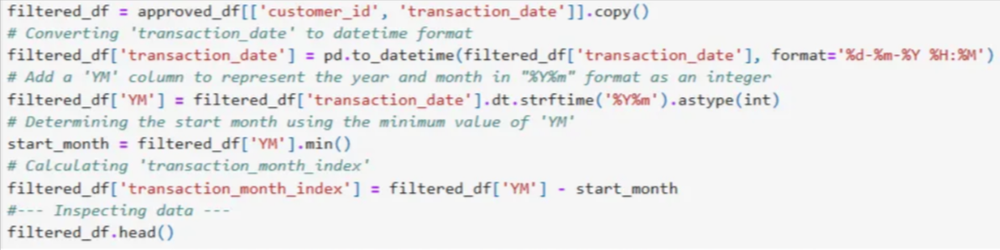 filtered_df = approved_df[['customer_id', 'transaction_date']].copy()
# Converting 'transaction_date' to datetime format
filtered_df['transaction_date'] = pd.to_datetime(filtered_df['transaction_date'], format='%d-%m-%Y %H:%M')
# Add a 'YM' column to represent the year and month in "%Y%m" format as an integer
filtered_df['YM'] = filtered_df['transaction_date'].dt.strftime('%Y%m').astype(int)
# Determining the start month using the minimum value of 'YM'
start_month = filtered_df['YM'].min()
# Calculating 'transaction_month_index'
filtered_df['transaction_month_index'] = filtered_df['YM'] - start_month
#--- Inspecting data ---
filtered_df.head()